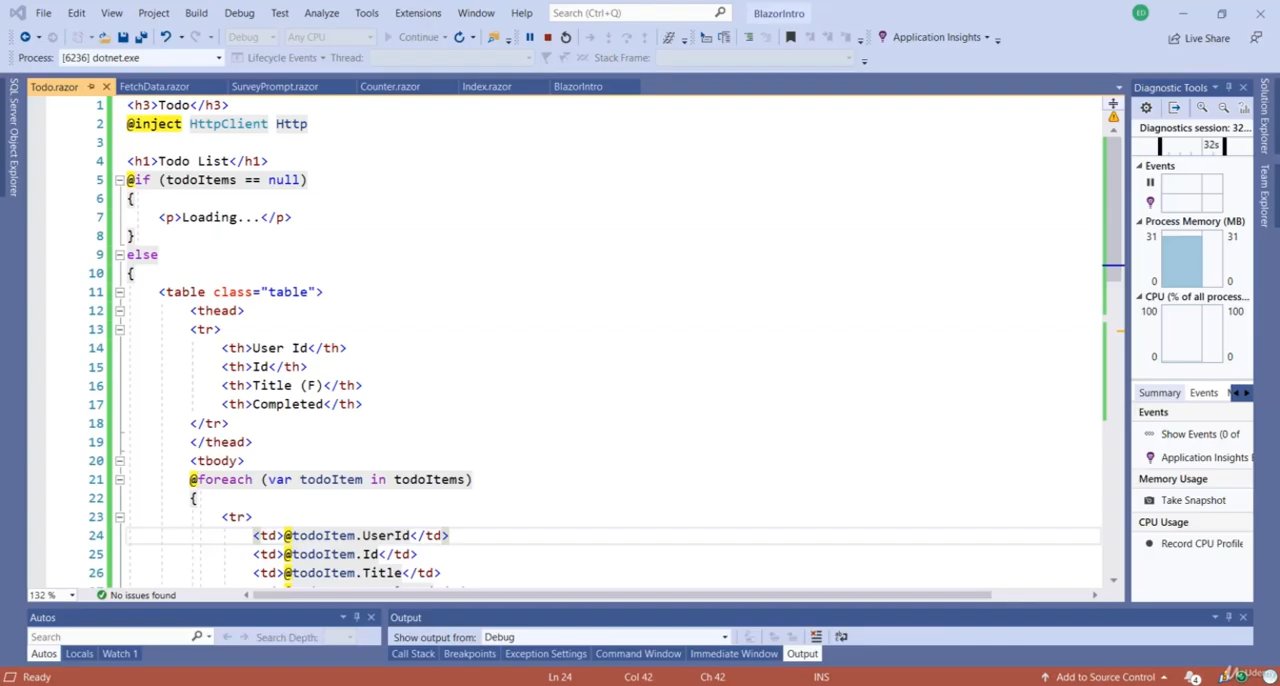 File Edit View Project Build Debug Test Analyze Tools Extensions Window Help Search (Ctrl+Q) BlazorIntro ED
Debug Any CPU Continue Application Insights Live Share
Process: [6236] dotnet.exe Lifecycle Events Thread: Stack Frame:
SQL Server Object Explorer
Todo.razor FetchData.razor SurveyPrompt.razor Counter.razor Index.razor BlazorIntro
1 <h3>Todo</h3>
2 @inject HttpClient Http
3
4 <h1>Todo List</h1>
5 @if (todoItems == null)
6 {
7 <p>Loading...</p>
8 }
9 else
10 {
11 <table class="table">
12 <thead>
13 <tr>
14 <th>User Id</th>
15 <th>Id</th>
16 <th>Title (F)</th>
17 <th>Completed</th>
18 </tr>
19 </thead>
20 <tbody>
21 @foreach (var todoItem in todoItems)
22 {
23 <tr>
24 <td>@todoItem.UserId</td>
25 <td>@todoItem.Id</td>
26 <td>@todoItem.Title</td>
132 % No issues found
Diagnostic Tools
Diagnostics session: 32...
32s
Events
Process Memory (MB)
31 31
0 0
CPU (% of all process...
100 100
0 0
Summary Events
Events
Show Events (0 of
Application Insights
Memory Usage
Take Snapshot
CPU Usage
Record CPU Profile
Solution Explorer
Team Explorer
Autos Output
Search Search Depth: Show output from: Debug
Autos Locals Watch 1 Call Stack Breakpoints Exception Settings Command Window Immediate Window Output
Ready Ln 24 Col 42 Ch 42 INS Add to Source Control 4